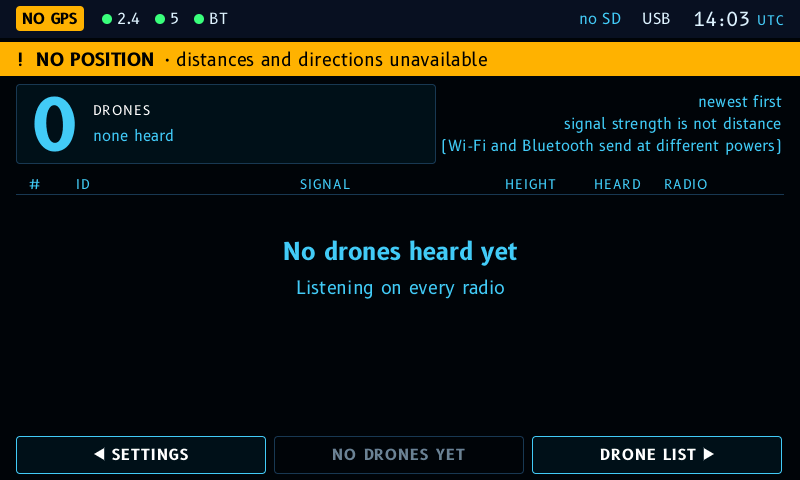 NO GPS 2.4 5 BT no SD USB 14:03 UTC
! NO POSITION · distances and directions unavailable
0 DRONES
none heard
newest first
signal strength is not distance
(Wi-Fi and Bluetooth send at different powers)
# ID SIGNAL HEIGHT HEARD RADIO
No drones heard yet
Listening on every radio
◀ SETTINGS NO DRONES YET DRONE LIST ▶